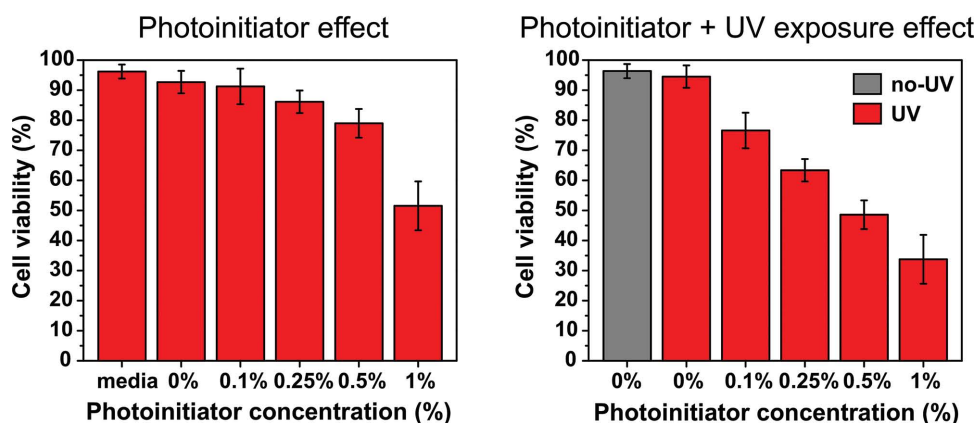 Photoinitiator effect
Cell viability (%)
100
90
80
70
60
50
40
30
20
10
0
media 0% 0.1% 0.25% 0.5% 1%
Photoinitiator concentration (%)
Photoinitiator + UV exposure effect
Cell viability (%)
100
90
80
70
60
50
40
30
20
10
0
no-UV
UV
0% 0% 0.1% 0.25% 0.5% 1%
Photoinitiator concentration (%)